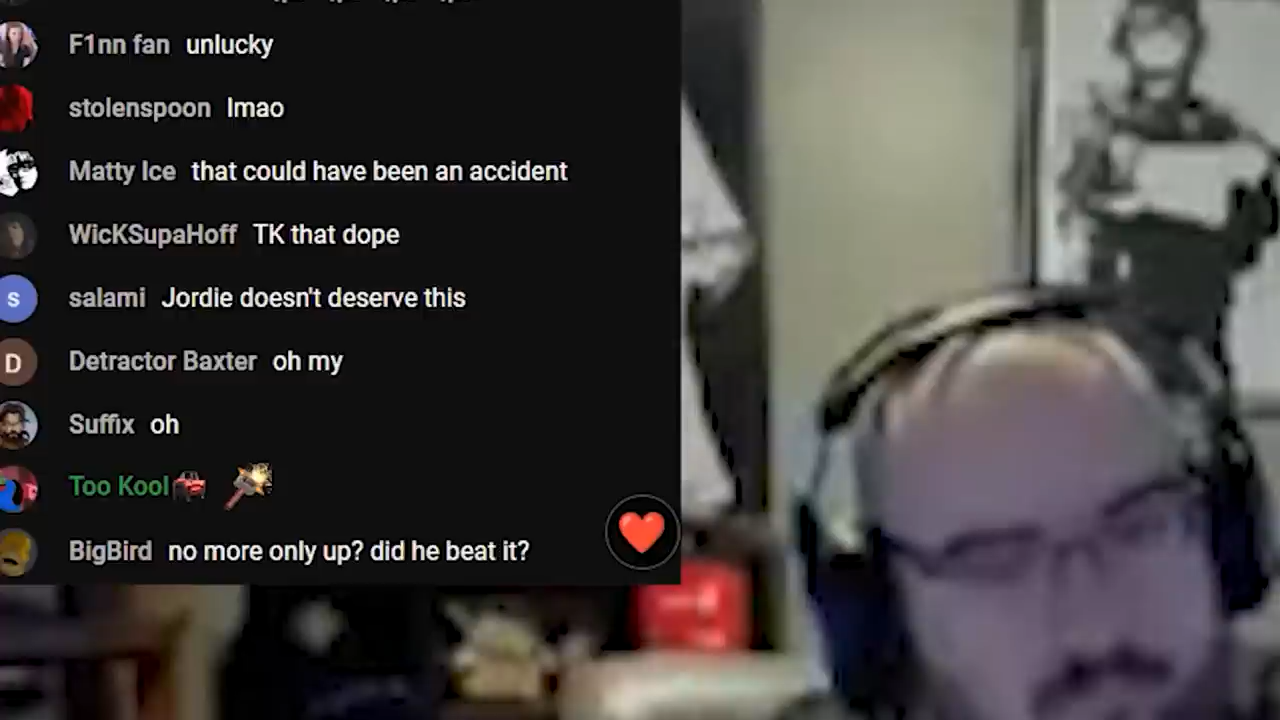 F1nn fan unlucky
stolenspoon lmao
Matty Ice that could have been an accident
WicKSupaHoff TK that dope
S salami Jordie doesn't deserve this
D Detractor Baxter oh my
Suffix oh
Too Kool
BigBird no more only up? did he beat it?